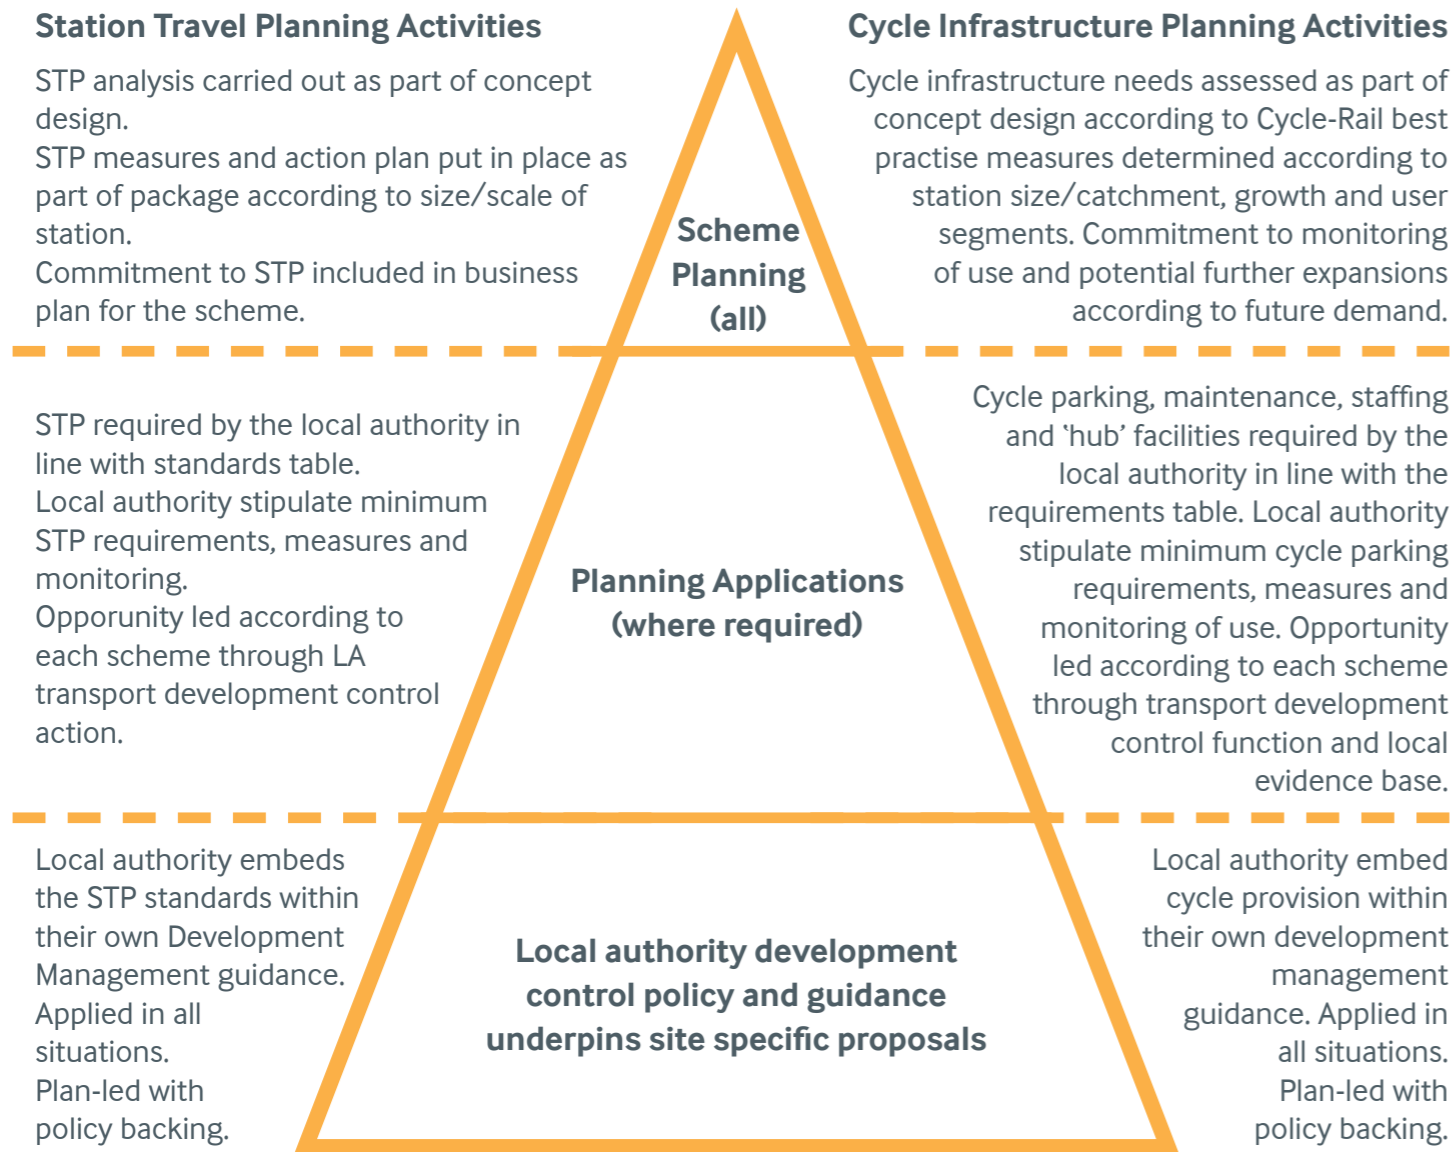 Station Travel Planning Activities
STP analysis carried out as part of concept
design.
STP measures and action plan put in place as
part of package according to size/scale of
station.
Commitment to STP included in business
plan for the scheme.
Cycle Infrastructure Planning Activities
Cycle infrastructure needs assessed as part of
concept design according to Cycle-Rail best
practise measures determined according to
station size/catchment, growth and user
segments. Commitment to monitoring
of use and potential further expansions
according to future demand.
Scheme
Planning
(all)
STP required by the local authority in
line with standards table.
Local authority stipulate minimum
STP requirements, measures and
monitoring.
Opporunity led according to
each scheme through LA
transport development control
action.
Planning Applications
(where required)
Cycle parking, maintenance, staffing
and ‘hub’ facilities required by the
local authority in line with the
requirements table. Local authority
stipulate minimum cycle parking
requirements, measures and
monitoring of use. Opportunity
led according to each scheme
through transport development
control function and local
evidence base.
Local authority embeds
the STP standards within
their own Development
Management guidance.
Applied in all
situations.
Plan-led with
policy backing.
Local authority development
control policy and guidance
underpins site specific proposals
Local authority embed
cycle provision within
their own development
management
guidance. Applied in
all situations.
Plan-led with
policy backing.